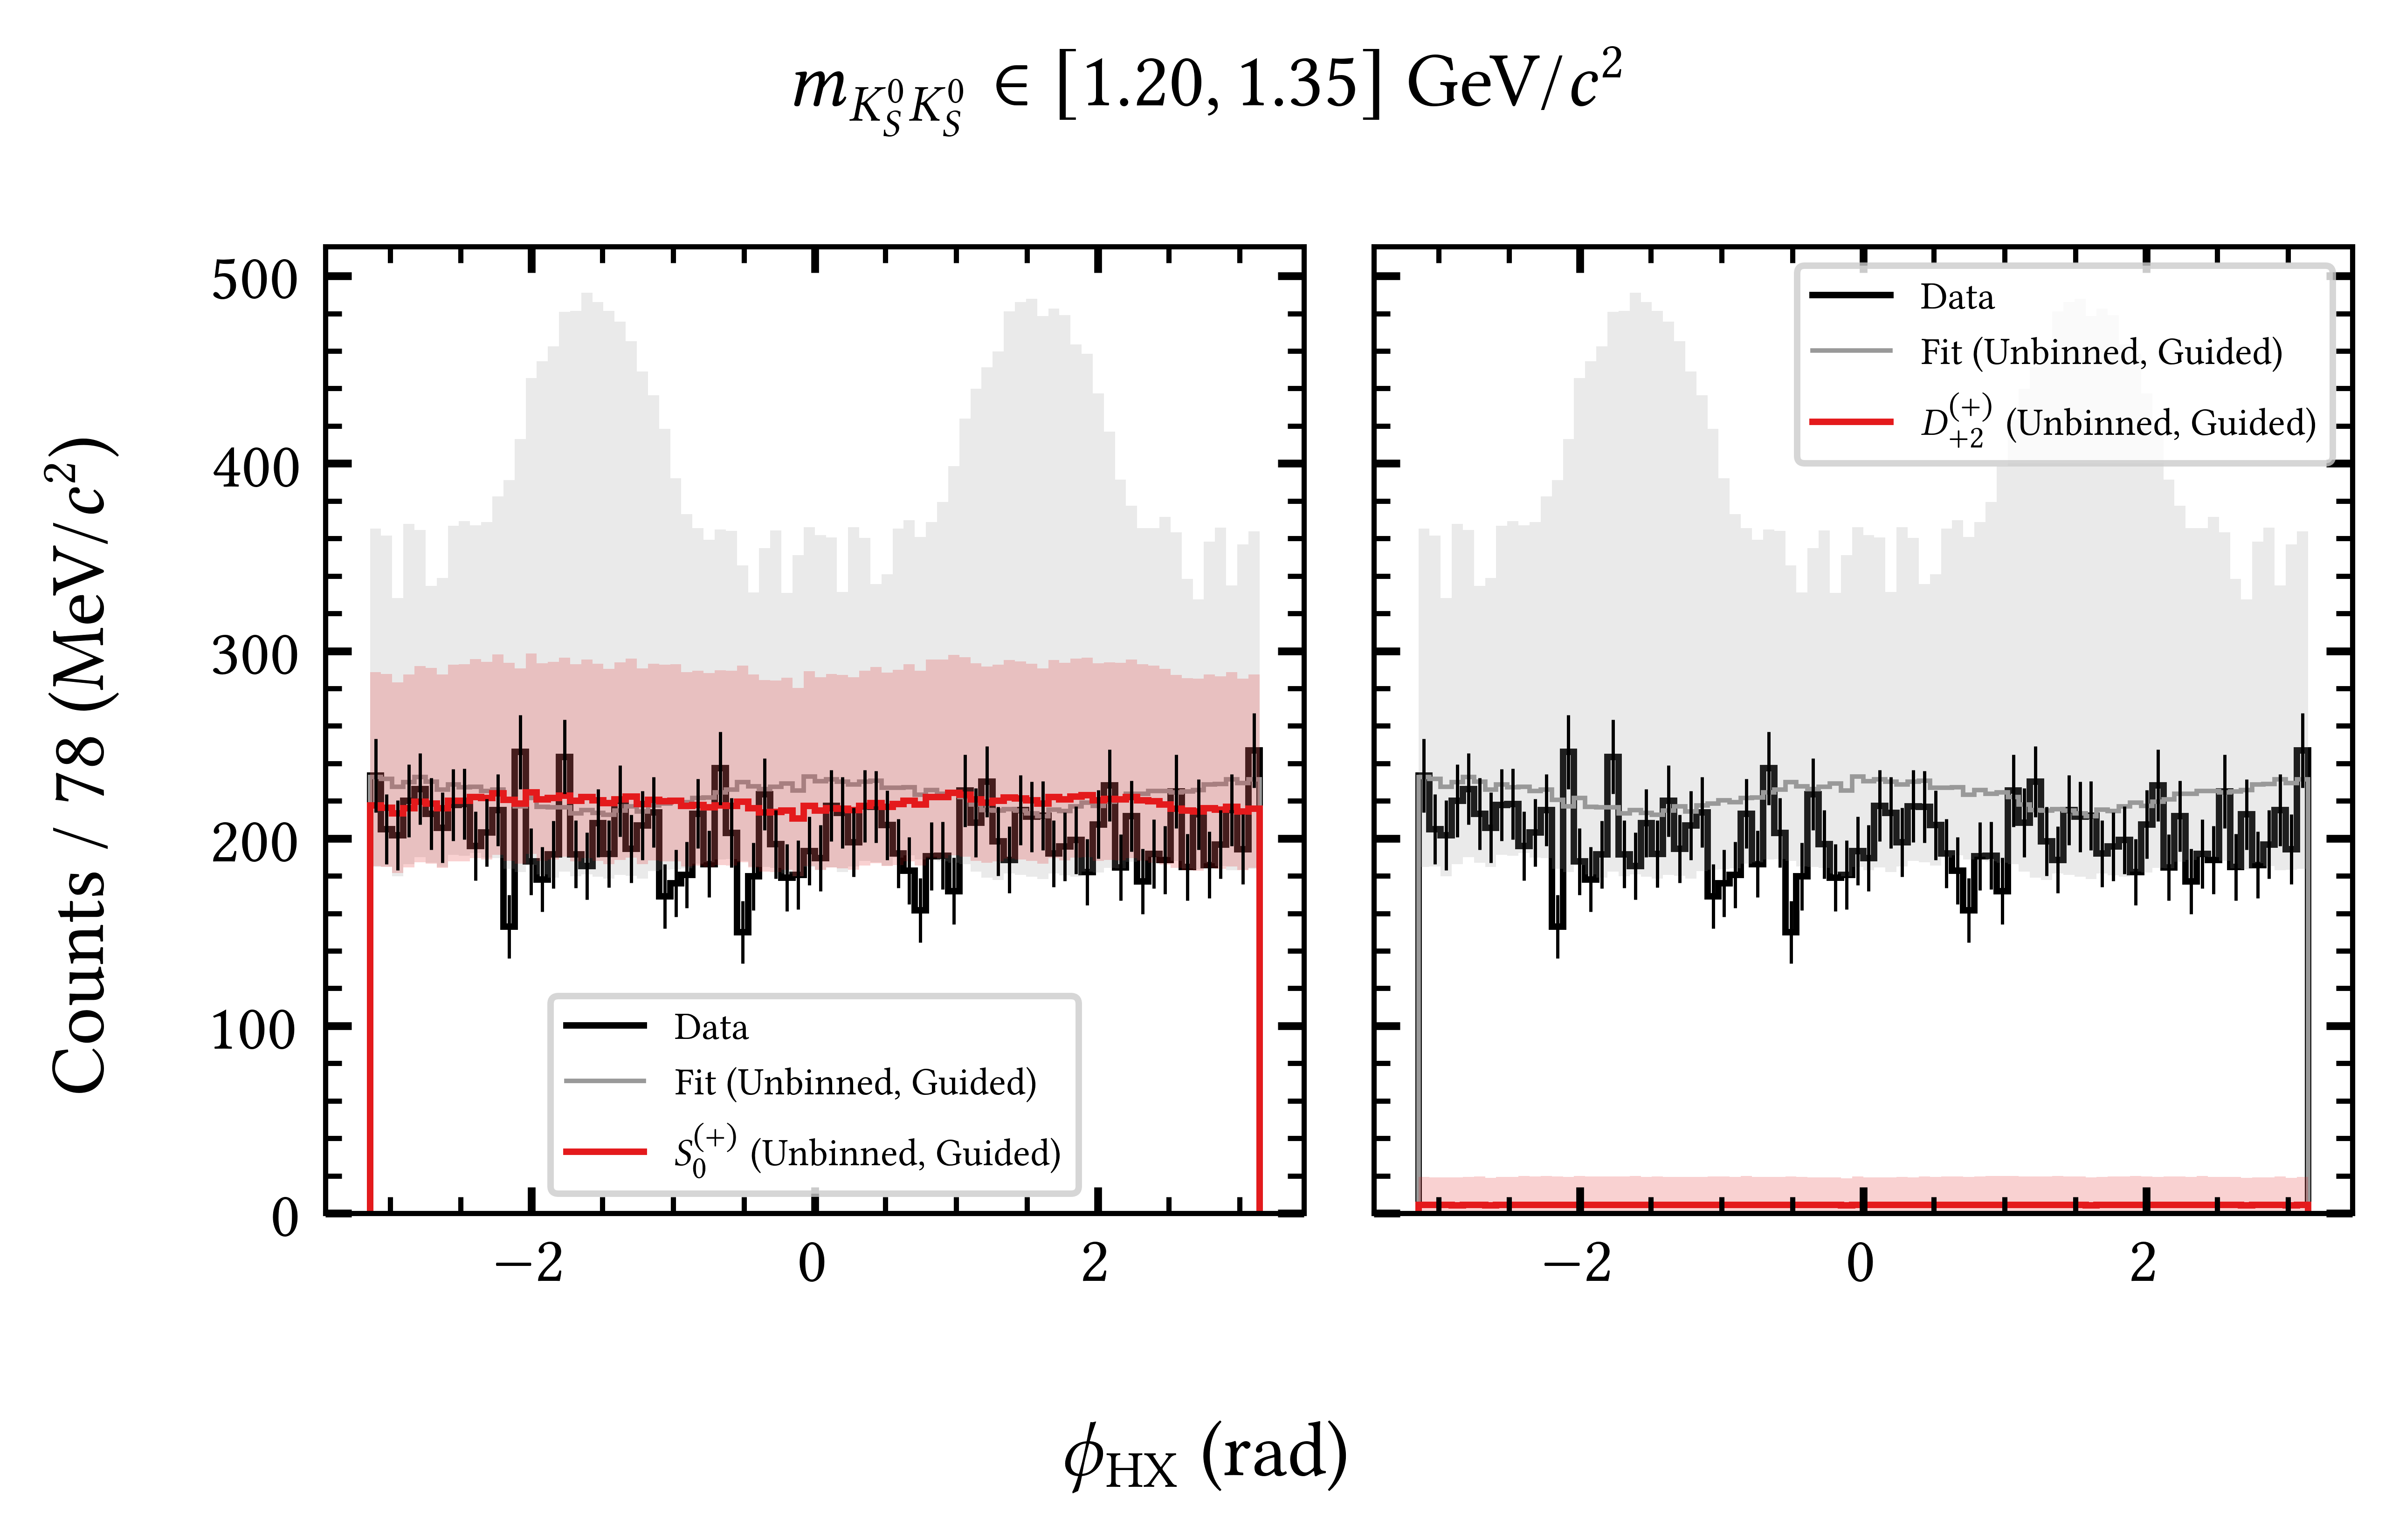 m_{K_S^0 K_S^0} ∈ [1.20, 1.35] GeV/c²
Counts / 78 (MeV/c²)
500
400
300
200
100
0
Data
Fit (Unbinned, Guided)
S_0^{(+)} (Unbinned, Guided)
−2
0
2
Data
Fit (Unbinned, Guided)
D_{+2}^{(+)} (Unbinned, Guided)
−2
0
2
ϕ_{HX} (rad)